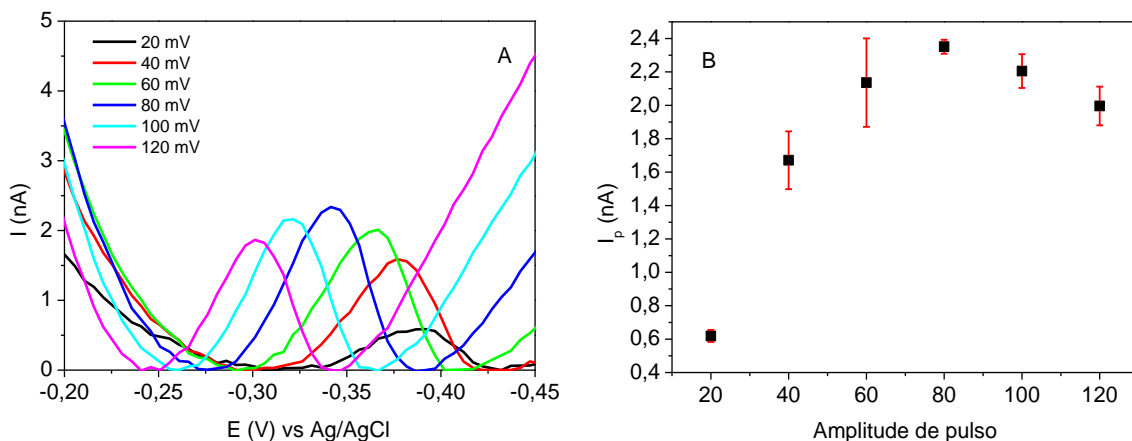 5
4
3
2
1
0
I (nA)
20 mV
40 mV
60 mV
80 mV
100 mV
120 mV
A
-0,20 -0,25 -0,30 -0,35 -0,40 -0,45
E (V) vs Ag/AgCl
2,4
2,2
2,0
1,8
1,6
1,4
1,2
1,0
0,8
0,6
0,4
Ip (nA)
B
20 40 60 80 100 120
Amplitude de pulso